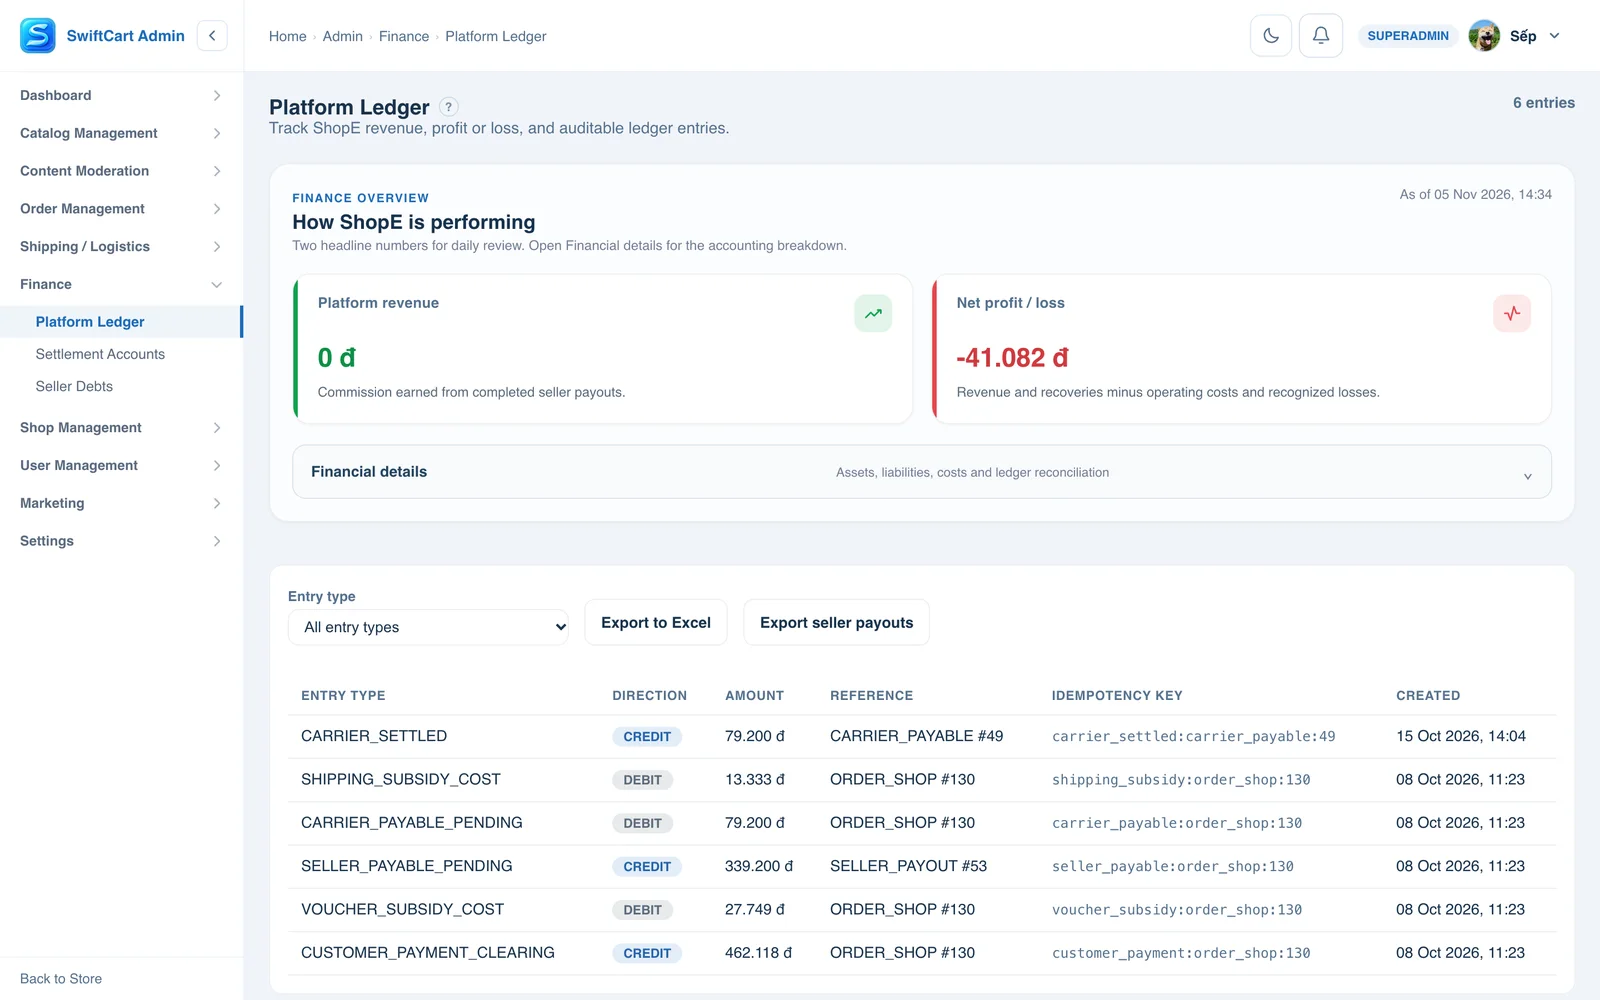 SwiftCart Admin
Home › Admin › Finance › Platform Ledger
SUPERADMIN
Sếp
Dashboard
Catalog Management
Content Moderation
Order Management
Shipping / Logistics
Finance
Platform Ledger
Settlement Accounts
Seller Debts
Shop Management
User Management
Marketing
Settings
Back to Store
Platform Ledger ?
6 entries
Track ShopE revenue, profit or loss, and auditable ledger entries.
FINANCE OVERVIEW
As of 05 Nov 2026, 14:34
How ShopE is performing
Two headline numbers for daily review. Open Financial details for the accounting breakdown.
Platform revenue
0 đ
Commission earned from completed seller payouts.
Net profit / loss
-41.082 đ
Revenue and recoveries minus operating costs and recognized losses.
Financial details
Assets, liabilities, costs and ledger reconciliation
Entry type
All entry types
Export to Excel
Export seller payouts
ENTRY TYPE DIRECTION AMOUNT REFERENCE IDEMPOTENCY KEY CREATED
CARRIER_SETTLED CREDIT 79.200 đ CARRIER_PAYABLE #49 carrier_settled:carrier_payable:49 15 Oct 2026, 14:04
SHIPPING_SUBSIDY_COST DEBIT 13.333 đ ORDER_SHOP #130 shipping_subsidy:order_shop:130 08 Oct 2026, 11:23
CARRIER_PAYABLE_PENDING DEBIT 79.200 đ ORDER_SHOP #130 carrier_payable:order_shop:130 08 Oct 2026, 11:23
SELLER_PAYABLE_PENDING CREDIT 339.200 đ SELLER_PAYOUT #53 seller_payable:order_shop:130 08 Oct 2026, 11:23
VOUCHER_SUBSIDY_COST DEBIT 27.749 đ ORDER_SHOP #130 voucher_subsidy:order_shop:130 08 Oct 2026, 11:23
CUSTOMER_PAYMENT_CLEARING CREDIT 462.118 đ ORDER_SHOP #130 customer_payment:order_shop:130 08 Oct 2026, 11:23